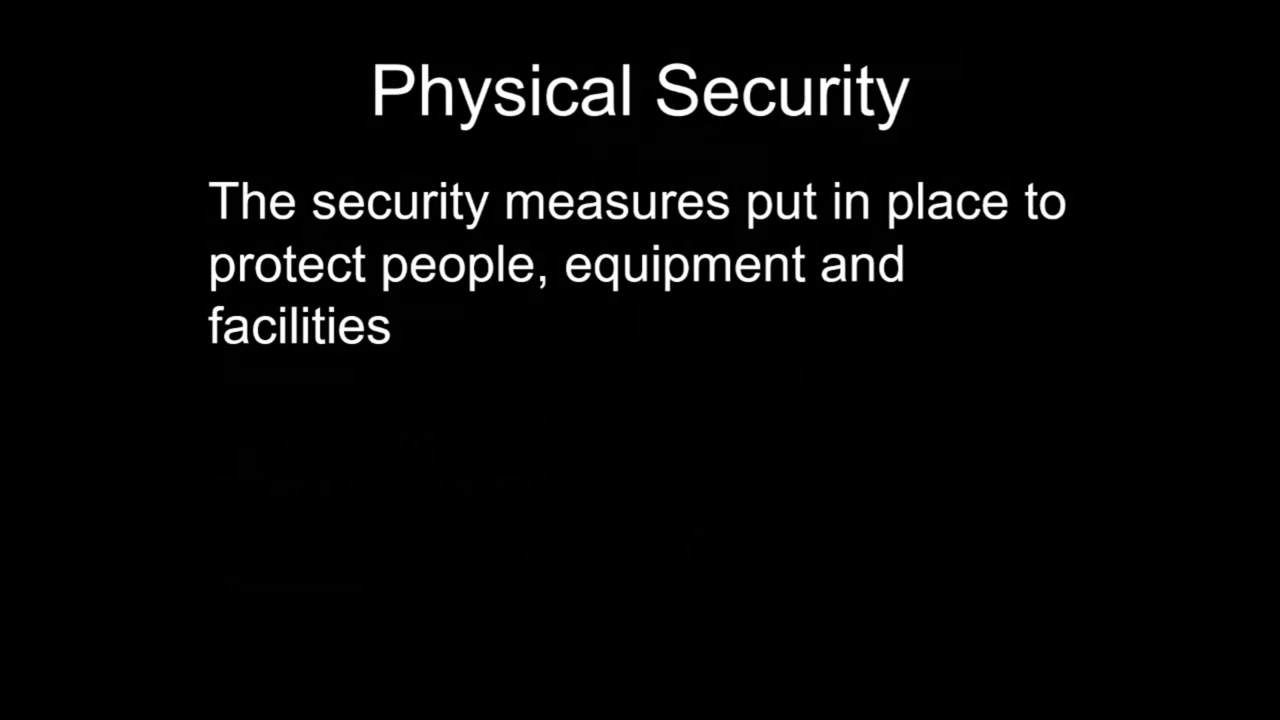 Physical Security
The security measures put in place to
protect people, equipment and
facilities